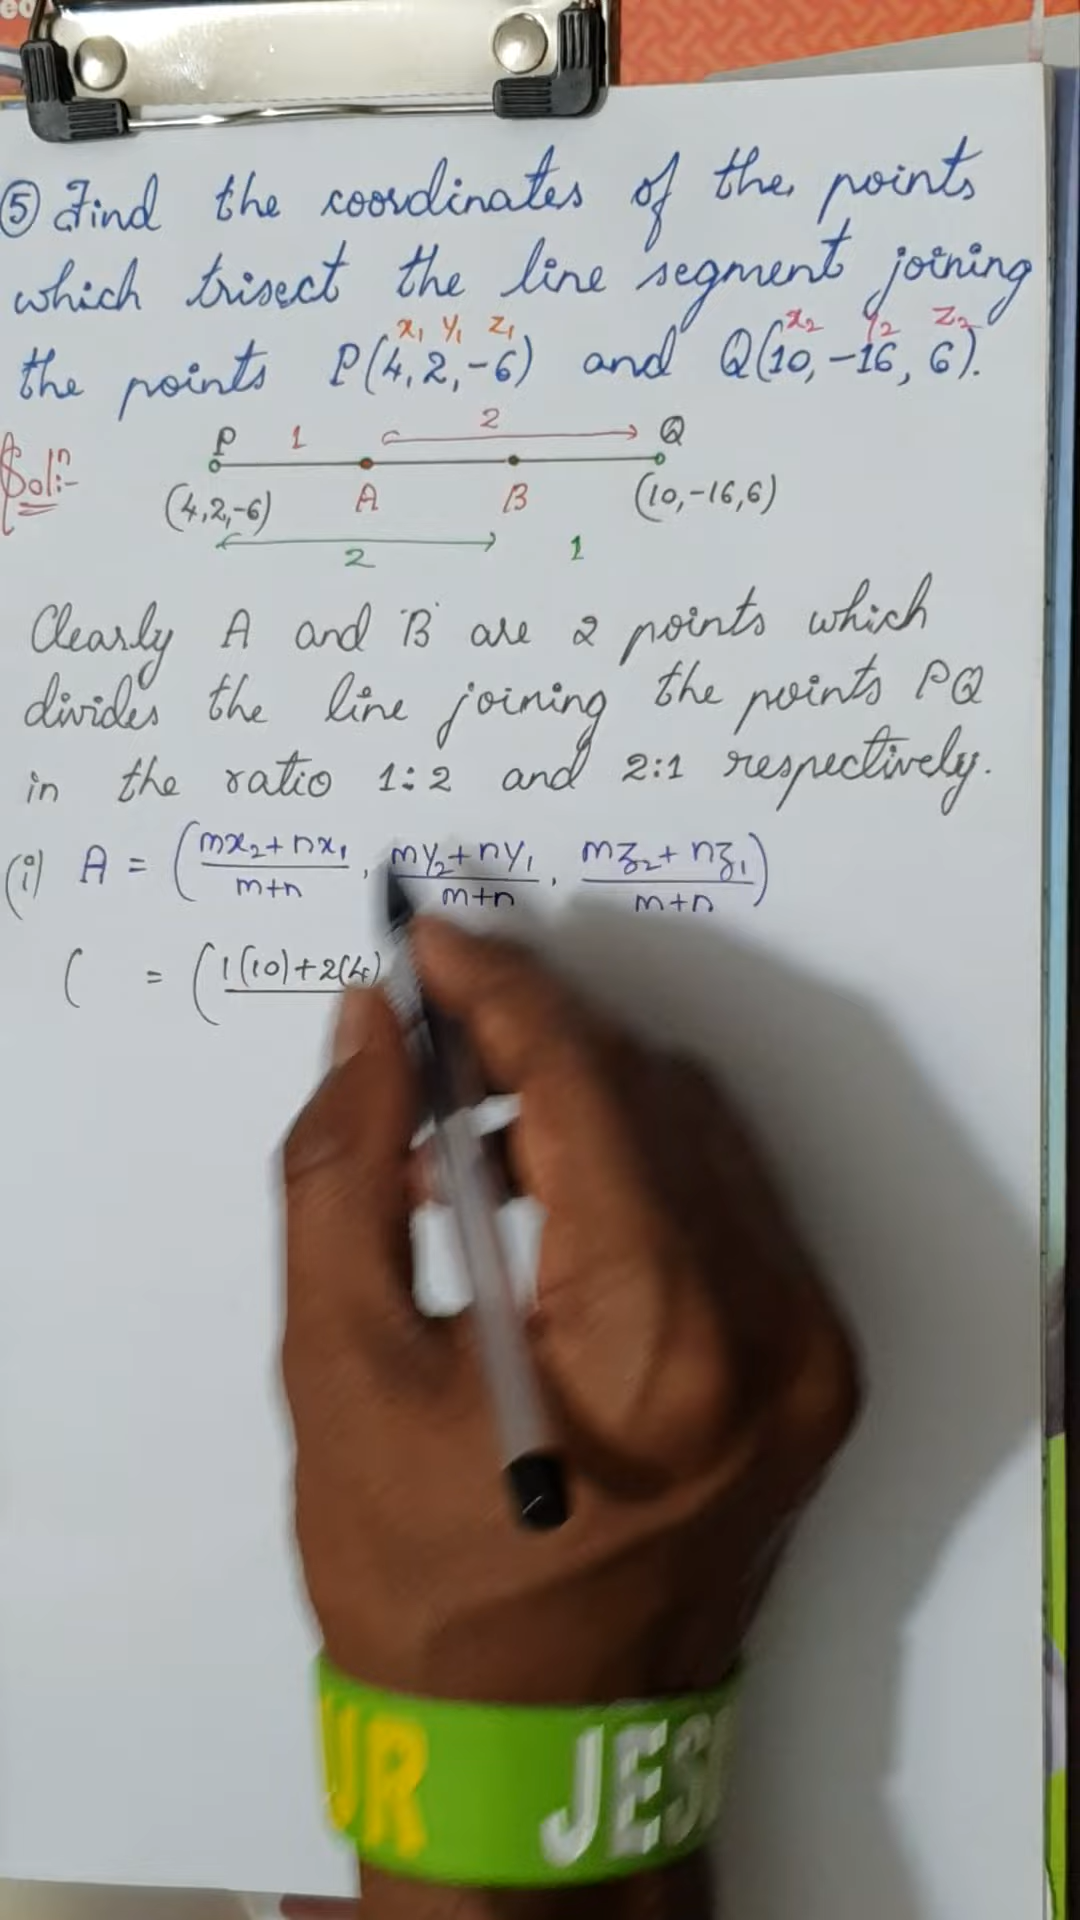 ⑤ Find the coordinates of the points
which trisect the line segment joining
x₁ y₁ z₁ x₂ y₂ z₂
the points P(4,2,-6) and Q(10,-16, 6).
Solⁿ:-
P 1 2 Q
(4,2,-6) A B (10,-16,6)
2 1
Clearly A and B are 2 points which
divides the line joining the points PQ
in the ratio 1:2 and 2:1 respectively.
(i) A = (mx₂+nx₁/m+n, my₂+ny₁/m+n, mz₂+nz₁/m+n)
( = (1(10)+2(4)
UR JES